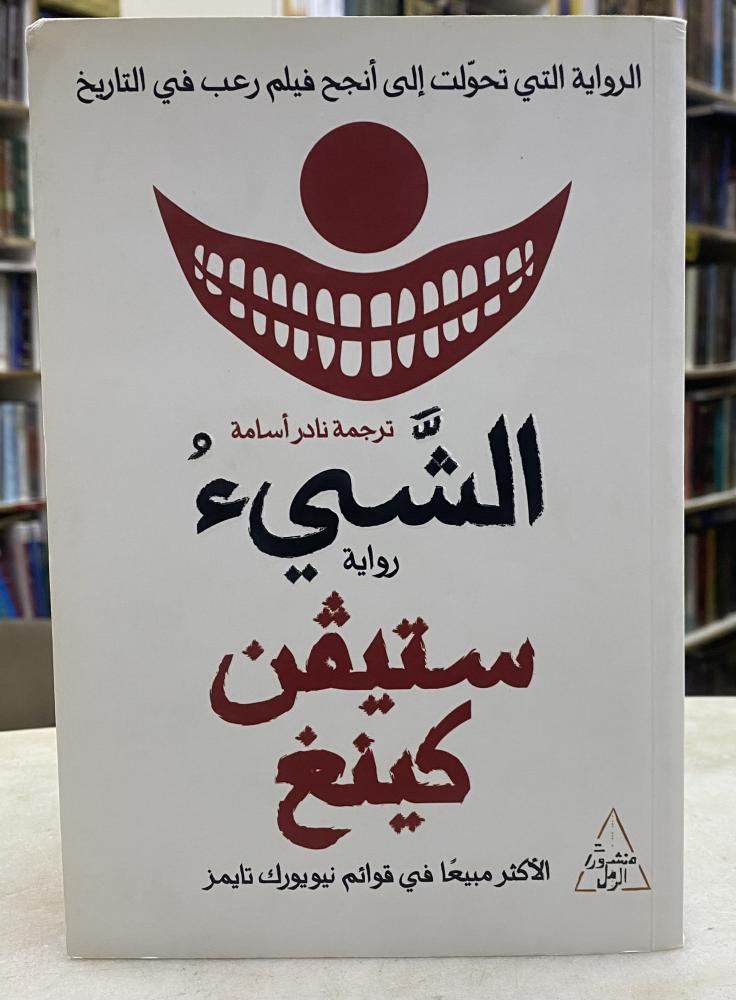 الرواية التي تحوّلت إلى أنجح فيلم رعب في التاريخ
ترجمة نادر أسامة
الشَّيءُ
رواية
ستيڤن
كينغ
الأكثر مبيعًا في قوائم نيويورك تايمز
منشورات
الرمل